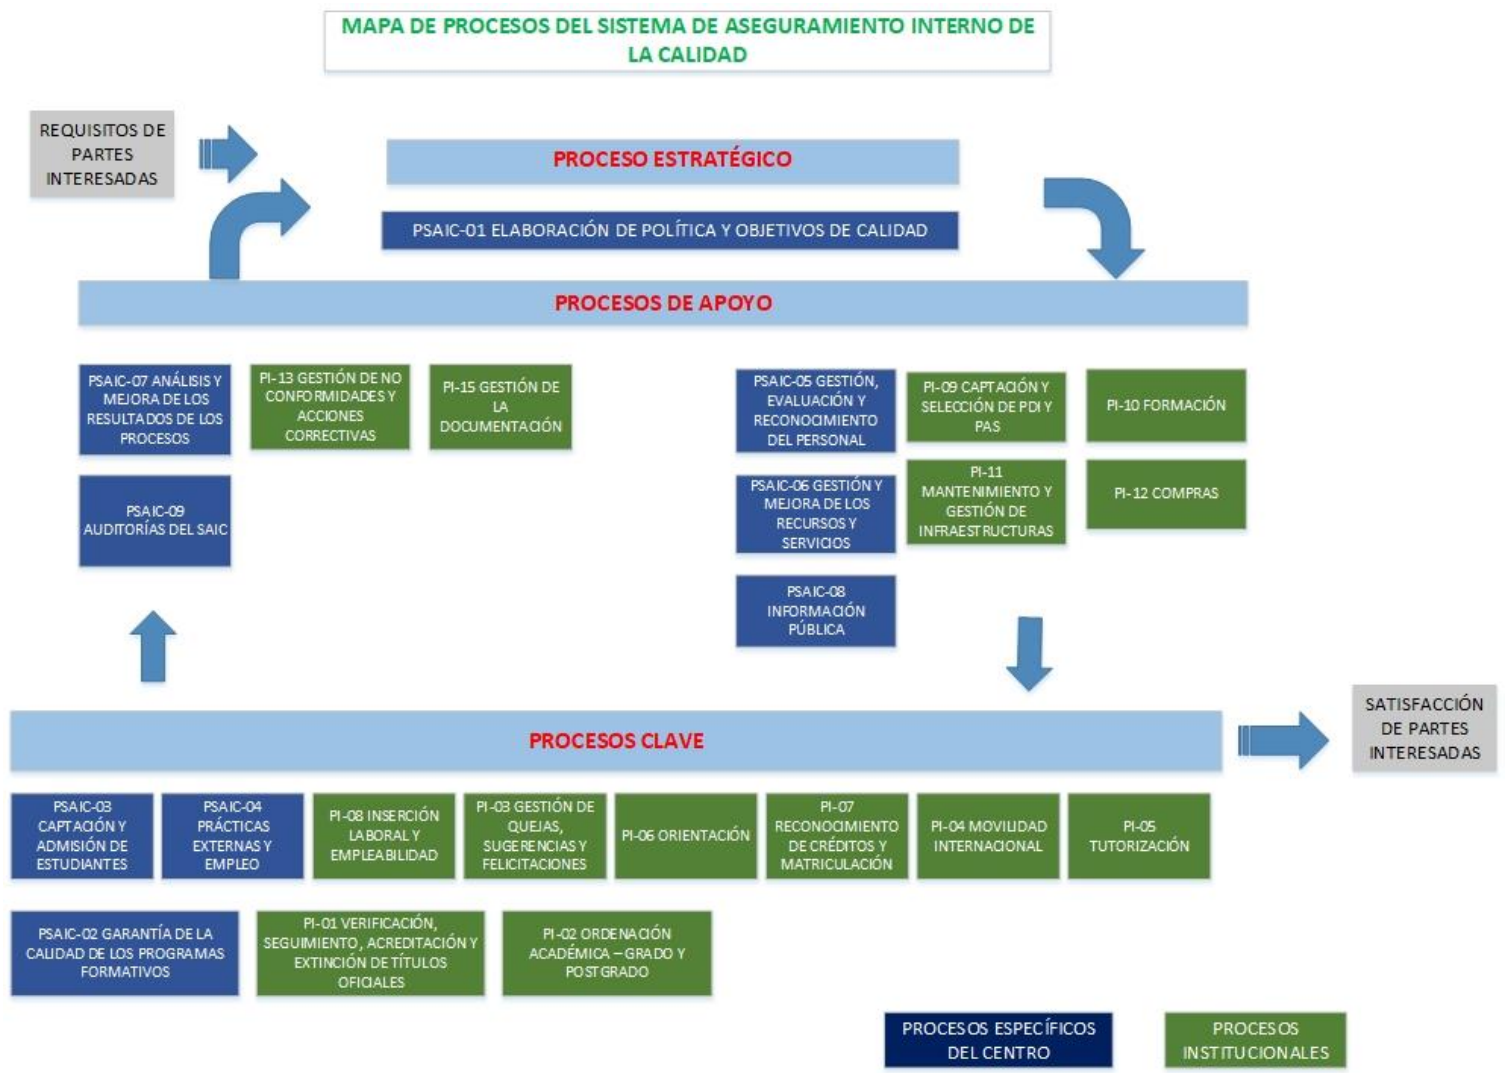 MAPA DE PROCESOS DEL SISTEMA DE ASEGURAMIENTO INTERNO DE
LA CALIDAD
REQUISITOS DE
PARTES
INTERESADAS
PROCESO ESTRATÉGICO
PSAIC-01 ELABORACIÓN DE POLÍTICA Y OBJETIVOS DE CALIDAD
PROCESOS DE APOYO
PSAIC-07 ANÁLISIS Y
MEJORA DE LOS
RESULTADOS DE LOS
PROCESOS
PI-13 GESTIÓN DE NO
CONFORMIDADES Y
ACCIONES
CORRECTIVAS
PI-15 GESTIÓN DE
LA
DOCUMENTACIÓN
PSAIC-05 GESTIÓN,
EVALUACIÓN Y
RECONOCIMIENTO
DEL PERSONAL
PI-09 CAPTACIÓN Y
SELECCIÓN DE PDI Y
PAS
PI-10 FORMACIÓN
PSAIC-09
AUDITORÍAS DEL SAIC
PSAIC-06 GESTIÓN Y
MEJORA DE LOS
RECURSOS Y
SERVICIOS
PI-11
MANTENIMIENTO Y
GESTIÓN DE
INFRAESTRUCTURAS
PI-12 COMPRAS
PSAIC-08
INFORMACIÓN
PÚBLICA
PROCESOS CLAVE
SATISFACCIÓN
DE PARTES
INTERESADAS
PSAIC-03
CAPTACIÓN Y
ADMISIÓN DE
ESTUDIANTES
PSAIC-04
PRÁCTICAS
EXTERNAS Y
EMPLEO
PI-08 INSERCIÓN
LABORAL Y
EMPLEABILIDAD
PI-03 GESTIÓN DE
QUEJAS,
SUGERENCIAS Y
FELICITACIONES
PI-06 ORIENTACIÓN
PI-07
RECONOCIMIENTO
DE CRÉDITOS Y
MATRICULACIÓN
PI-04 MOVILIDAD
INTERNACIONAL
PI-05
TUTORIZACIÓN
PSAIC-02 GARANTÍA DE LA
CALIDAD DE LOS PROGRAMAS
FORMATIVOS
PI-01 VERIFICACIÓN,
SEGUIMIENTO, ACREDITACIÓN Y
EXTINCIÓN DE TÍTULOS
OFICIALES
PI-02 ORDENACIÓN
ACADÉMICA – GRADO Y
POSTGRADO
PROCESOS ESPECÍFICOS
DEL CENTRO
PROCESOS
INSTITUCIONALES